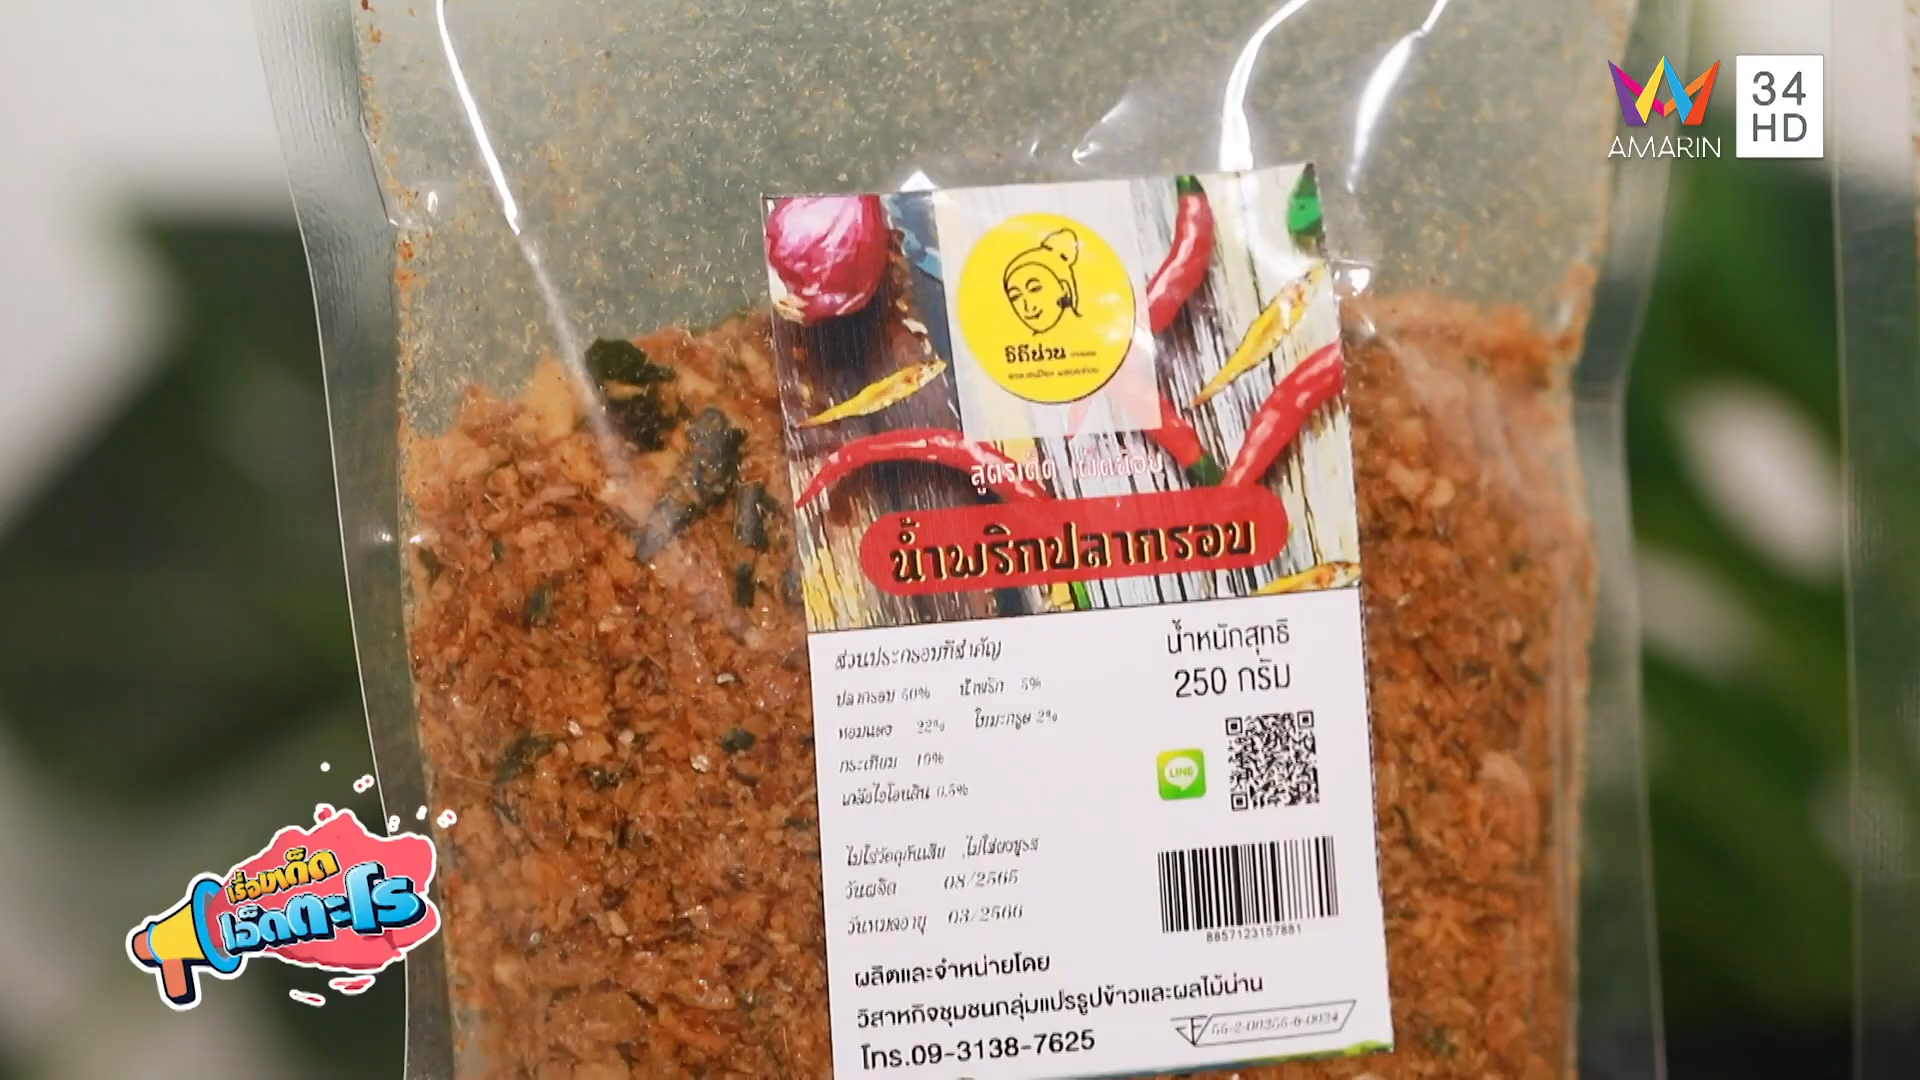 AMARIN
34
HD
วิถีน่าน
สูตรเด็ด เผ็ดน้อย
น้ำพริกปลากรอบ
ส่วนประกอบที่สำคัญ
ปลากรอบ 60% น้ำพริก 5%
หอมแดง 22% ใบมะกรูด 2%
กระเทียม 10%
เกลือไอโอนดีน 0.5%
ไม่ใส่วัตถุกันเสีย ,ไม่ใส่ผงชูรส
วันผลิต 08/2565
วันหมดอายุ 03/2566
น้ำหนักสุทธิ
250 กรัม
LINE
8857123157881
ผลิตและจำหน่ายโดย
วิสาหกิจชุมชนกลุ่มแปรรูปข้าวและผลไม้น่าน
โทร.09-3138-7625
55-2-00255-6-0024
เรื่องเด็ด
เอ็ดตะโร